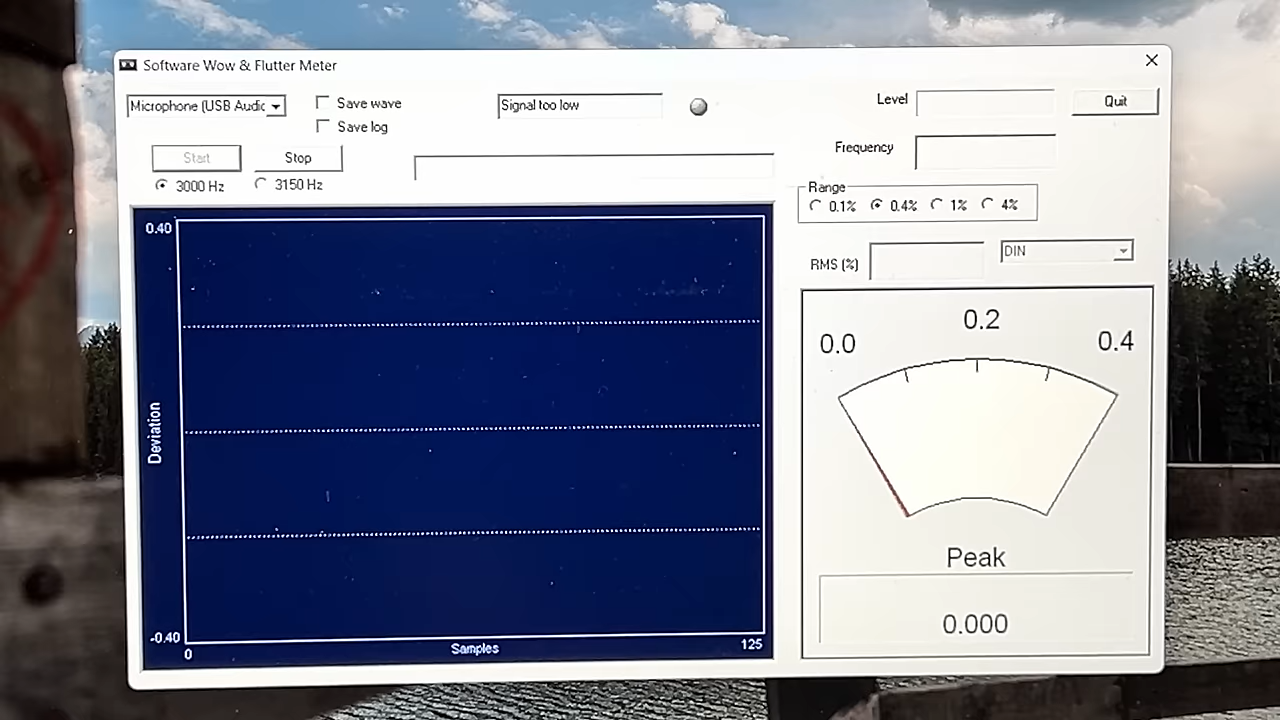 Software Wow & Flutter Meter
Microphone (USB Audic
Save wave
Save log
Signal too low
Level
Quit
Start
Stop
Frequency
3000 Hz
3150 Hz
Range
0.1%
0.4%
1%
4%
RMS (%)
DIN
0.40
Deviation
-0.40
0
Samples
125
0.0
0.2
0.4
Peak
0.000